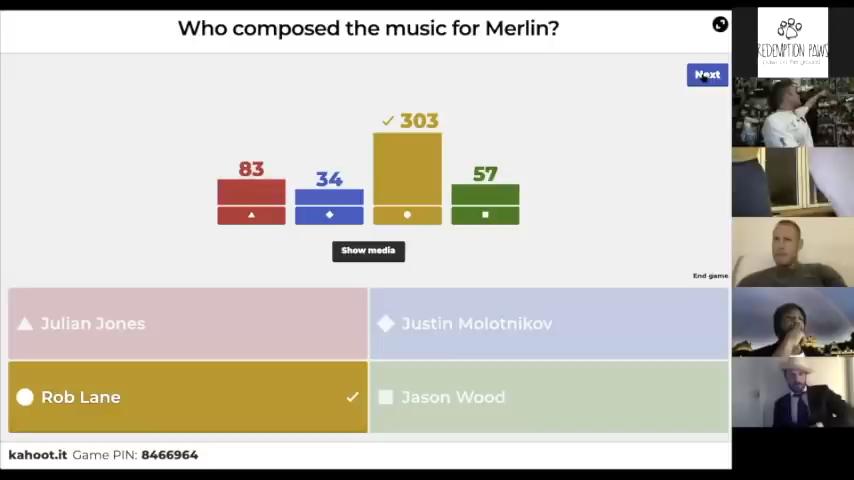 Who composed the music for Merlin?
Next
83
34
303
57
Show media
End game
Julian Jones
Justin Molotnikov
Rob Lane
Jason Wood
kahoot.it Game PIN: 8466964
REDEMPTION PAWS